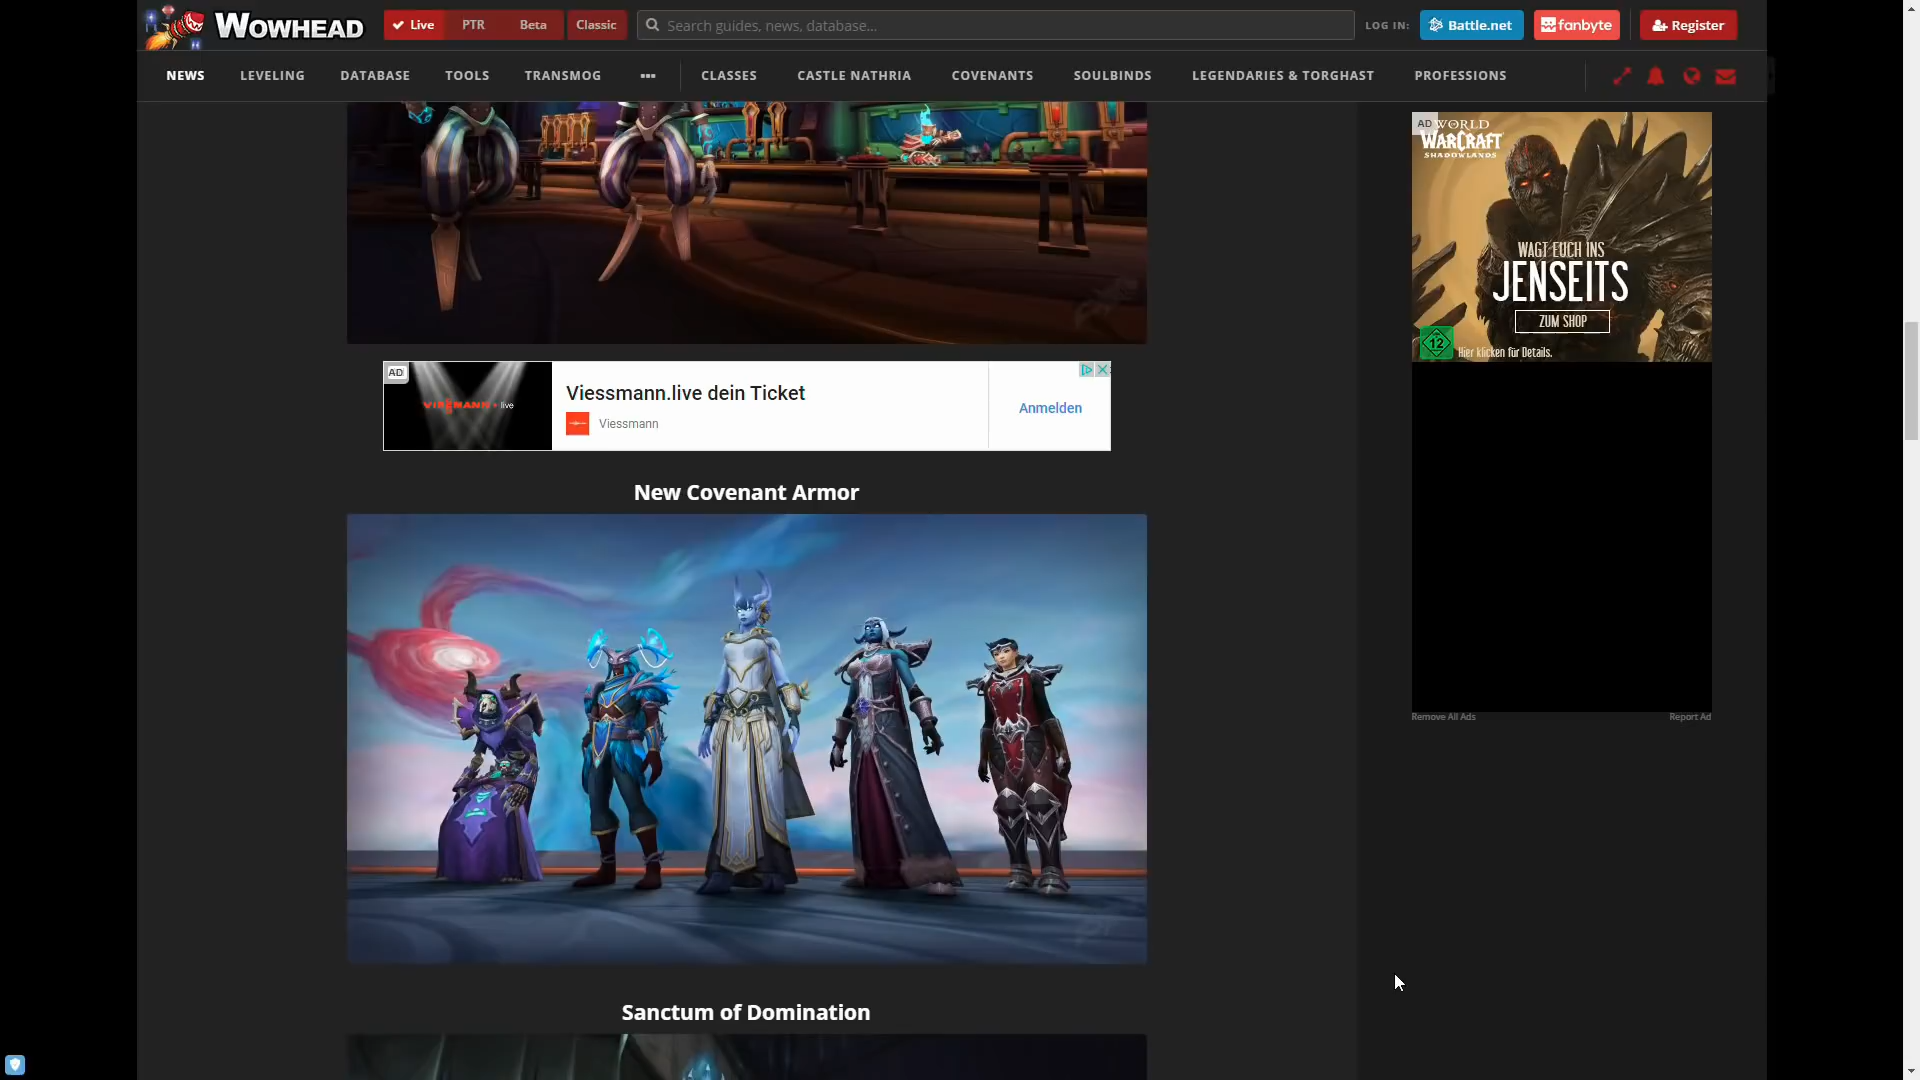 WOWHEAD
Live
PTR
Beta
Classic
Search guides, news, database...
LOG IN:
Battle.net
fanbyte
Register
NEWS
LEVELING
DATABASE
TOOLS
TRANSMOG
CLASSES
CASTLE NATHRIA
COVENANTS
SOULBINDS
LEGENDARIES & TORGHAST
PROFESSIONS
AD
WORLD
WARCRAFT
SHADOWLANDS
WAGT EUCH INS
JENSEITS
ZUM SHOP
12
Hier klicken für Details.
AD
VIESMANN live
Viessmann.live dein Ticket
Viessmann
Anmelden
New Covenant Armor
Remove All Ads
Report Ad
Sanctum of Domination